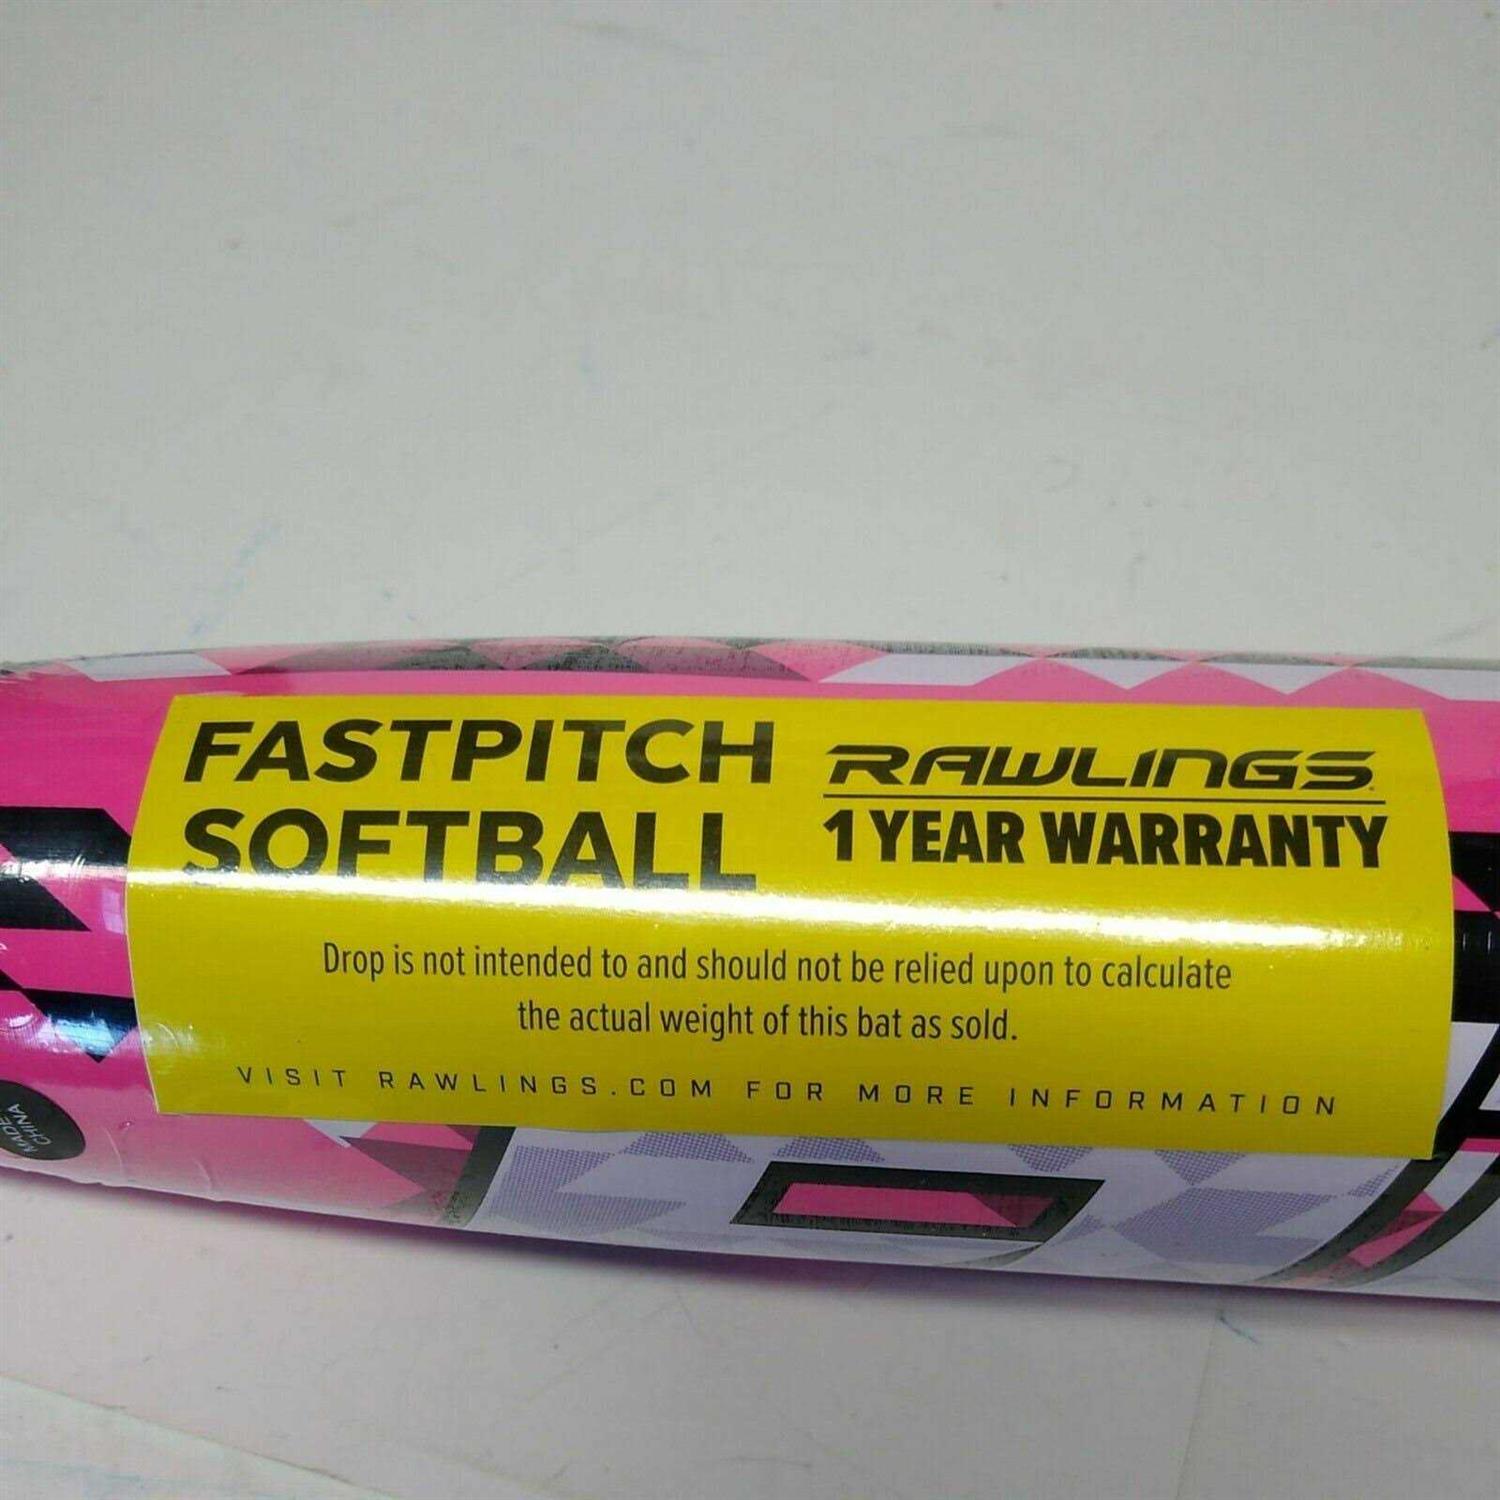 FASTPITCH
SOFTBALL
RAWLINGS
1 YEAR WARRANTY
Drop is not intended to and should not be relied upon to calculate
the actual weight of this bat as sold.
VISIT RAWLINGS.COM FOR MORE INFORMATION
MADE
CHINA